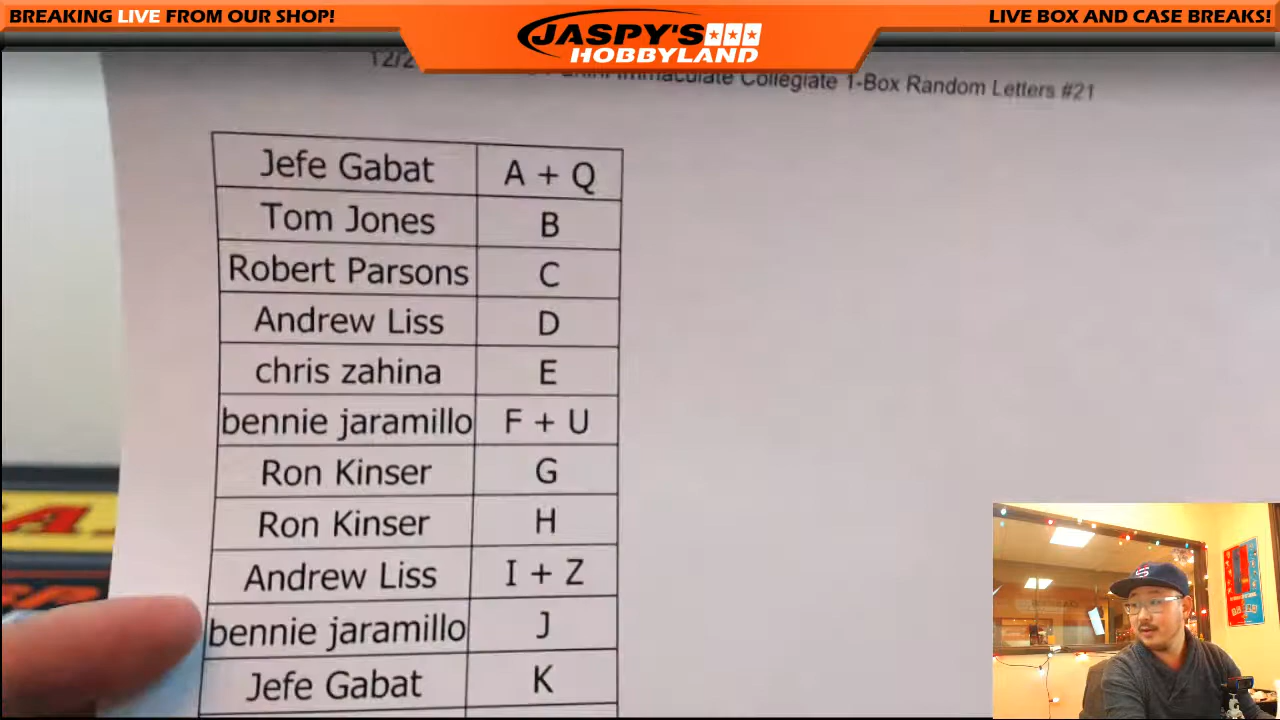 BREAKING LIVE FROM OUR SHOP!
JASPY'S
HOBBYLAND
LIVE BOX AND CASE BREAKS!
Immaculate Collegiate 1-Box Random Letters #21
Jefe Gabat A + Q
Tom Jones B
Robert Parsons C
Andrew Liss D
chris zahina E
bennie jaramillo F + U
Ron Kinser G
Ron Kinser H
Andrew Liss I + Z
bennie jaramillo J
Jefe Gabat K